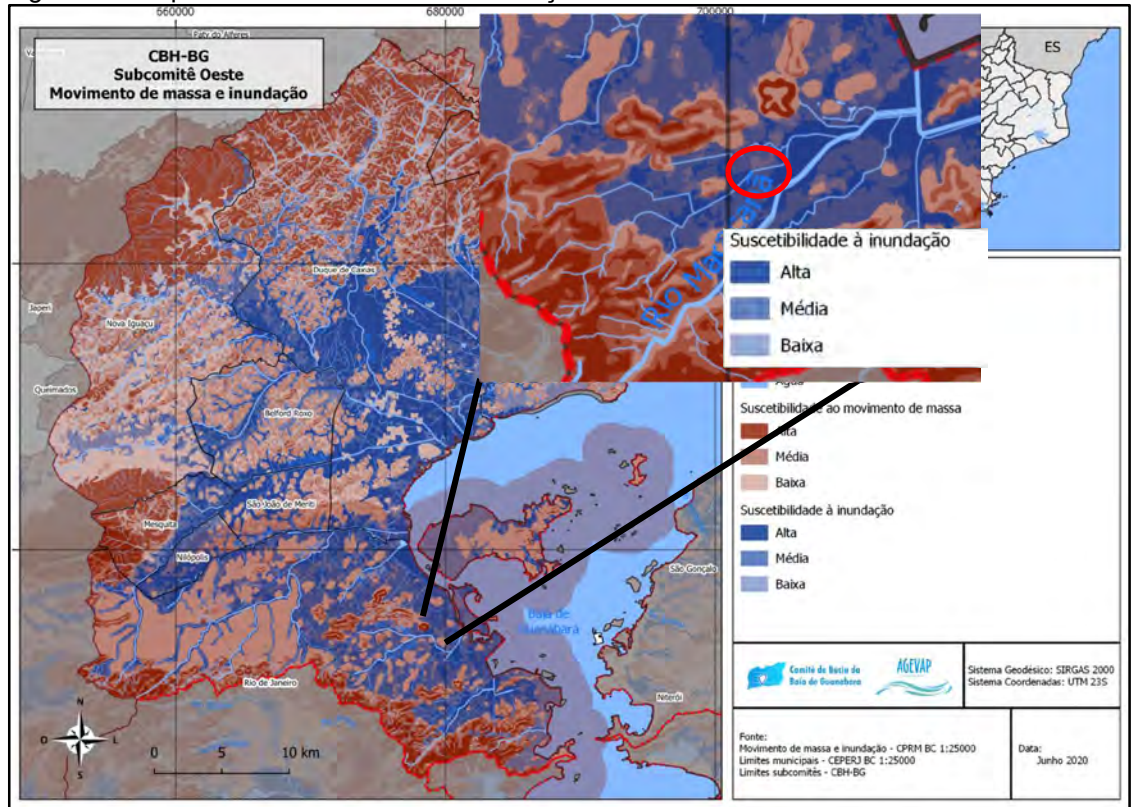 560000
680000
700000
Paty do Alferes
CBH-BG
Subcomitê Oeste
Movimento de massa e inundação
ES
Duque de Caxias
Japeri
Nova Iguaçu
Queimados
Belford Roxo
São João de Meriti
Mesquita
Nilópolis
Rio de Janeiro
São Gonçalo
Niterói
Baía de
Guanabara
Suscetibilidade à inundação
Alta
Média
Baixa
Água
Suscetibilidade ao movimento de massa
Alta
Média
Baixa
Suscetibilidade à inundação
Alta
Média
Baixa
N
O
L
S
0
5
10 km
Comitê da Bacia da
Baía de Guanabara
AGEVAP
Sistema Geodésico: SIRGAS 2000
Sistema Coordenadas: UTM 23S
Fonte:
Movimento de massa e inundação - CPRM BC 1:25000
Limites municipais - CEPERJ BC 1:25000
Limites subcomitês - CBH-BG
Data:
Junho 2020